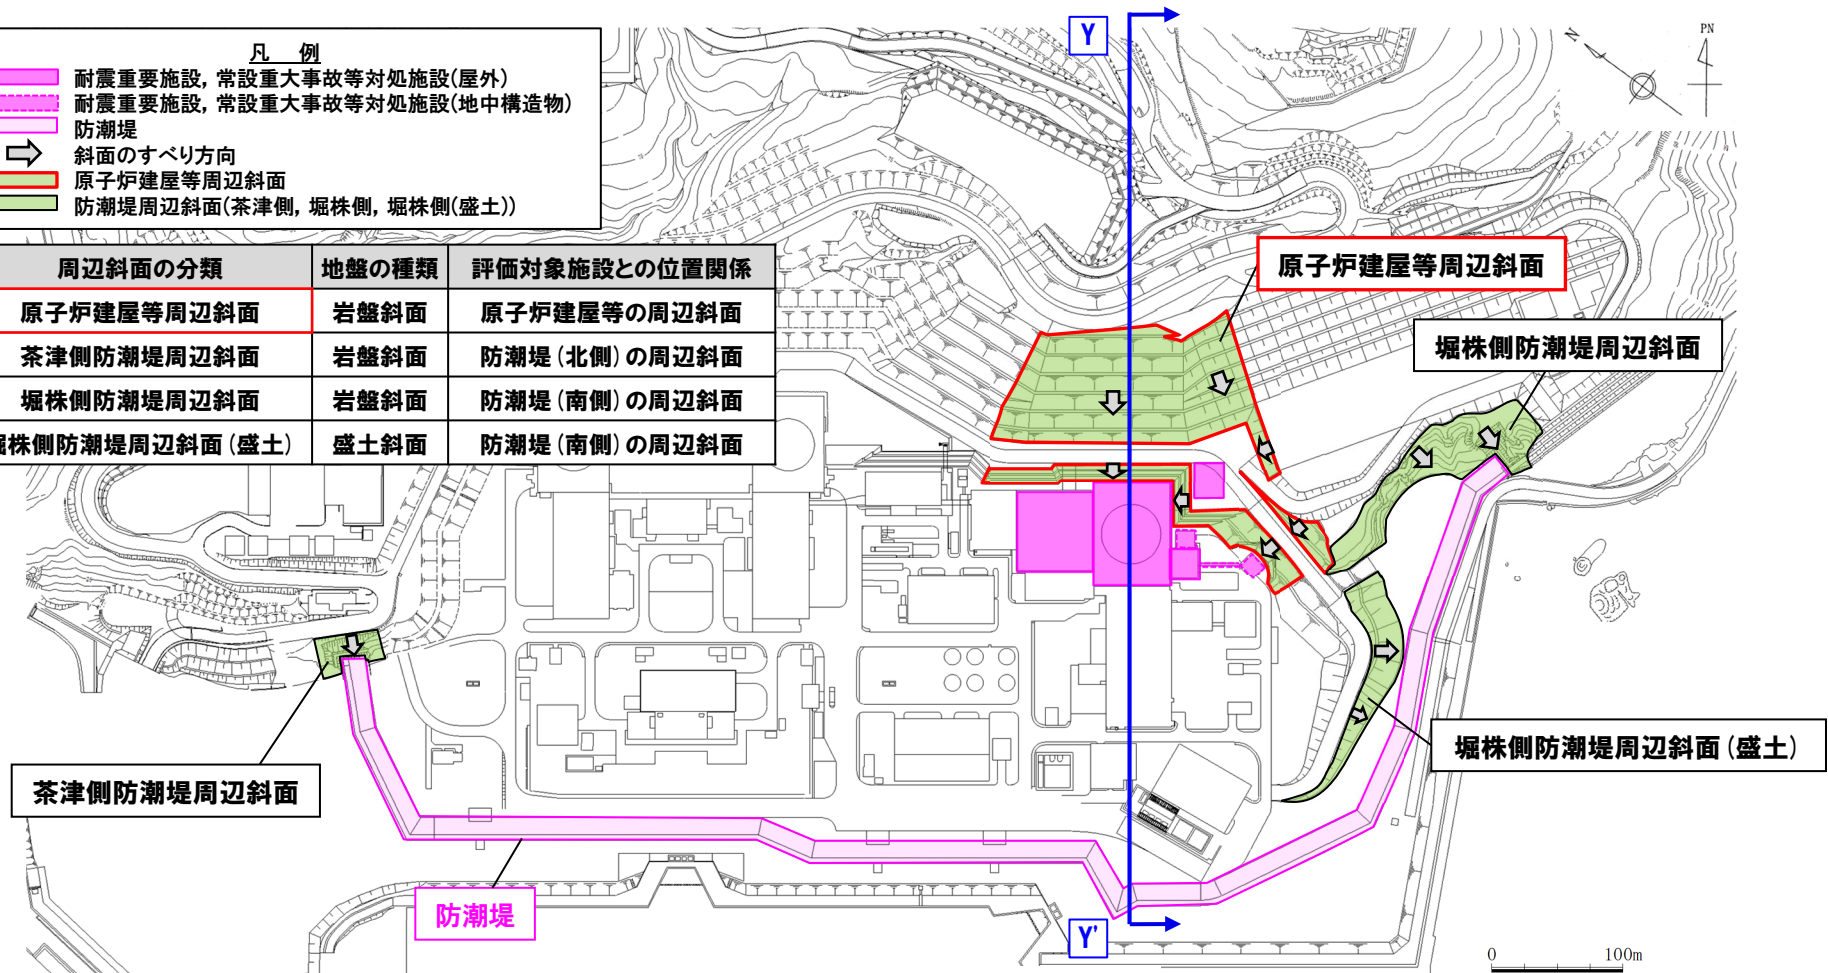 Y
凡 例
耐震重要施設, 常設重大事故等対処施設(屋外)
耐震重要施設, 常設重大事故等対処施設(地中構造物)
防潮堤
斜面のすべり方向
原子炉建屋等周辺斜面
防潮堤周辺斜面(茶津側, 堀株側, 堀株側(盛土))
N
PN
周辺斜面の分類 地盤の種類 評価対象施設との位置関係
原子炉建屋等周辺斜面 岩盤斜面 原子炉建屋等の周辺斜面
茶津側防潮堤周辺斜面 岩盤斜面 防潮堤(北側)の周辺斜面
堀株側防潮堤周辺斜面 岩盤斜面 防潮堤(南側)の周辺斜面
株側防潮堤周辺斜面(盛土) 盛土斜面 防潮堤(南側)の周辺斜面
原子炉建屋等周辺斜面
堀株側防潮堤周辺斜面
堀株側防潮堤周辺斜面(盛土)
茶津側防潮堤周辺斜面
防潮堤
Y'
0 100m